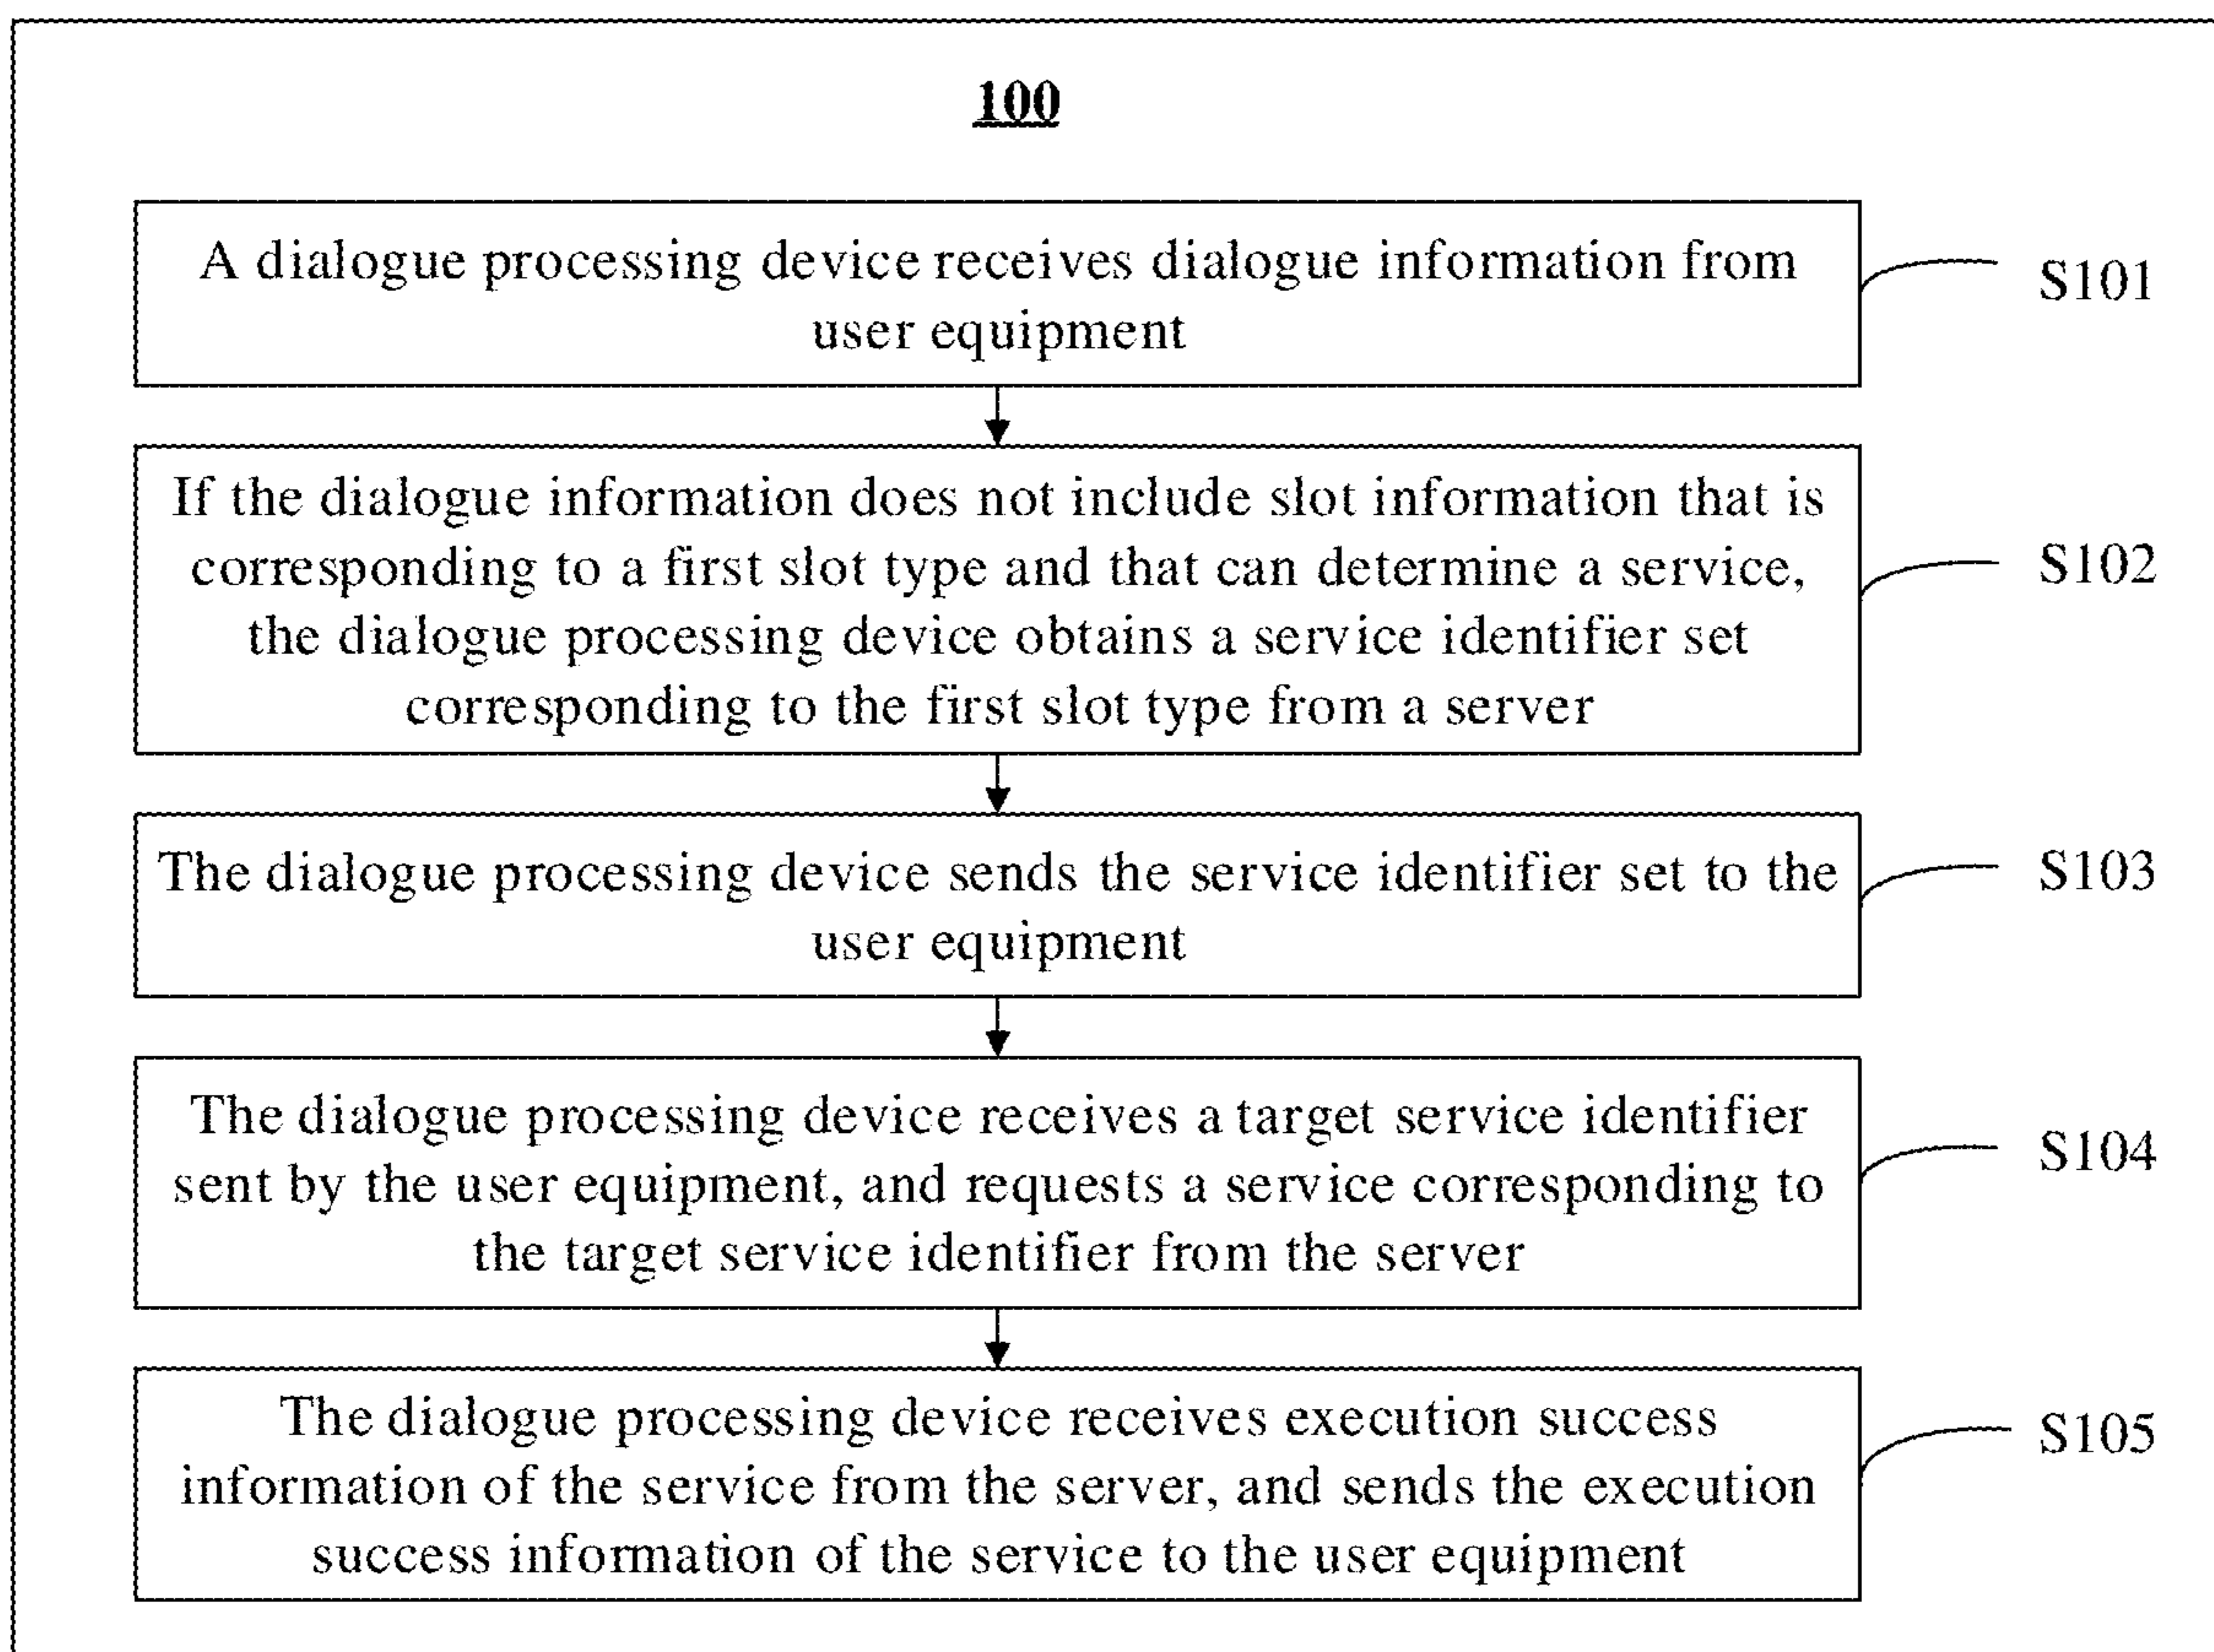 100
A dialogue processing device receives dialogue information from
user equipment
S101
If the dialogue information does not include slot information that is
corresponding to a first slot type and that can determine a service,
the dialogue processing device obtains a service identifier set
corresponding to the first slot type from a server
S102
The dialogue processing device sends the service identifier set to the
user equipment
S103
The dialogue processing device receives a target service identifier
sent by the user equipment, and requests a service corresponding to
the target service identifier from the server
S104
The dialogue processing device receives execution success
information of the service from the server, and sends the execution
success information of the service to the user equipment
S105